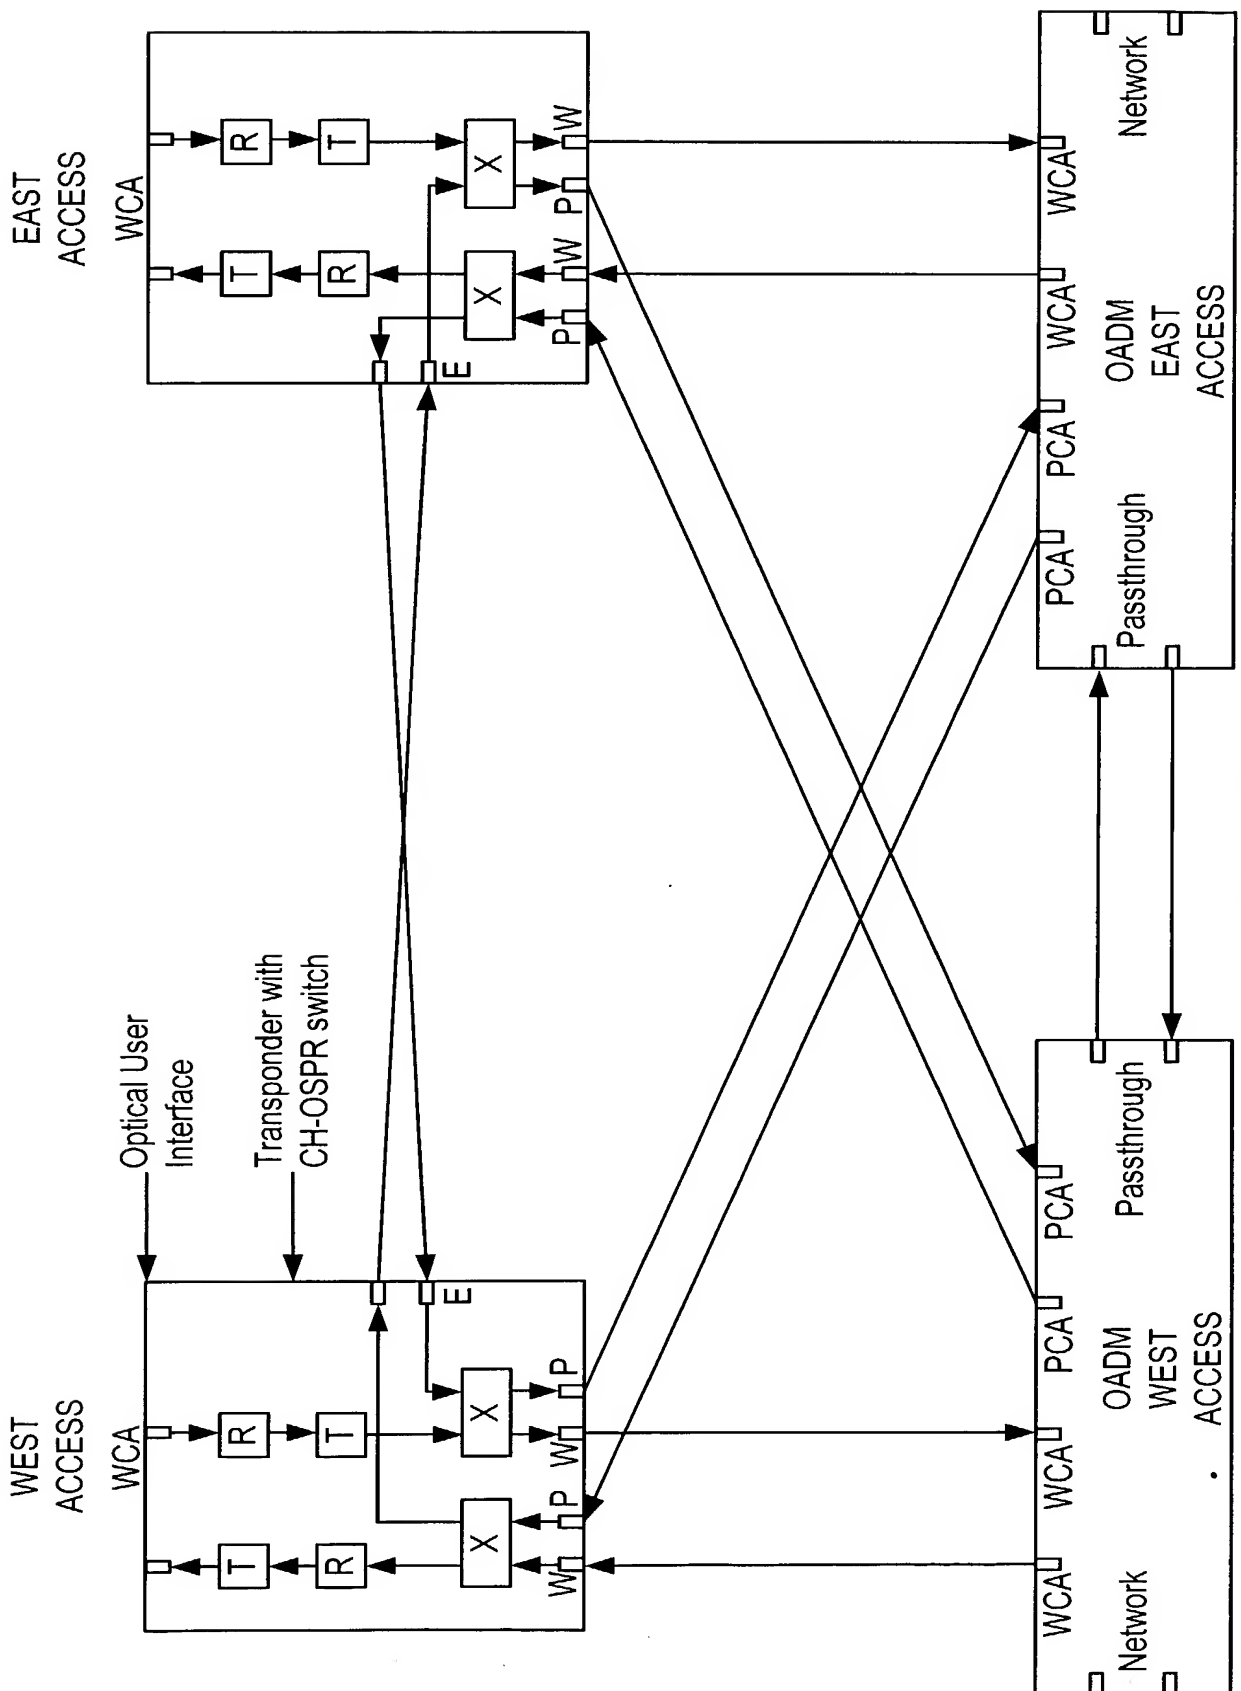 WEST
ACCESS
WCA
T
R
R
T
X
X
E
W
P
W
P
Optical User
Interface
Transponder with
CH-OSPR switch
EAST
ACCESS
WCA
T
R
R
T
E
X
X
P
W
P
W
WCA
WCA
PCA
PCA
Network
OADM
WEST
ACCESS
Passthrough
PCA
PCA
WCA
WCA
Passthrough
OADM
EAST
ACCESS
Network